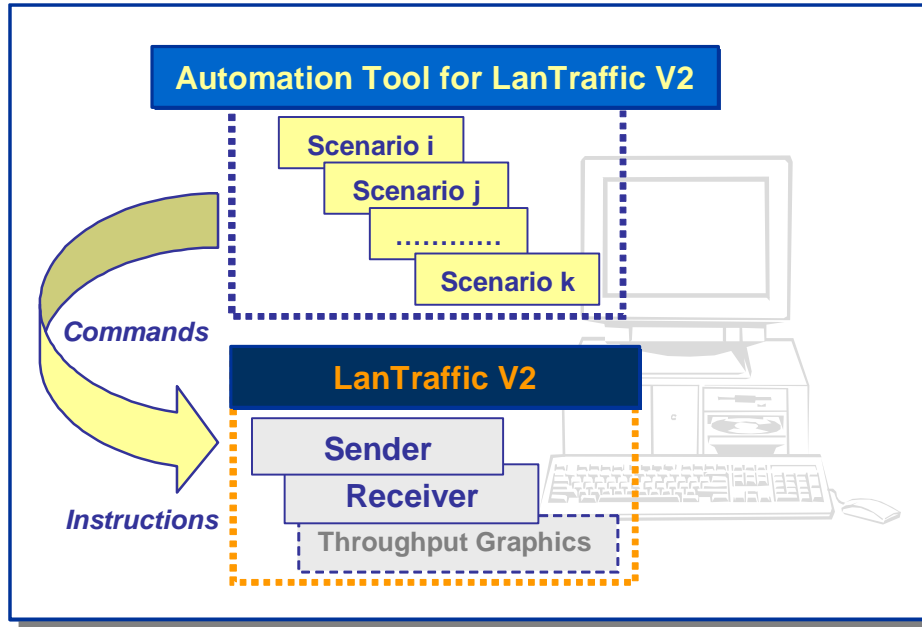 Automation Tool for LanTraffic V2
Scenario i
Scenario j
............
Scenario k
Commands
LanTraffic V2
Sender
Receiver
Instructions
Throughput Graphics